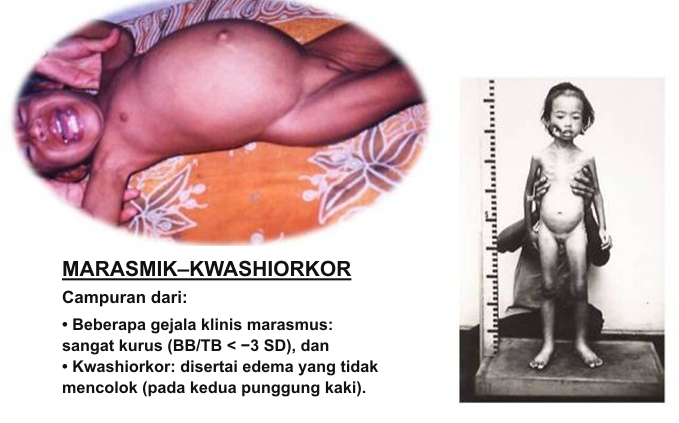 MARASMIK–KWASHIORKOR
Campuran dari:
• Beberapa gejala klinis marasmus:
sangat kurus (BB/TB < −3 SD), dan
• Kwashiorkor: disertai edema yang tidak
mencolok (pada kedua punggung kaki).